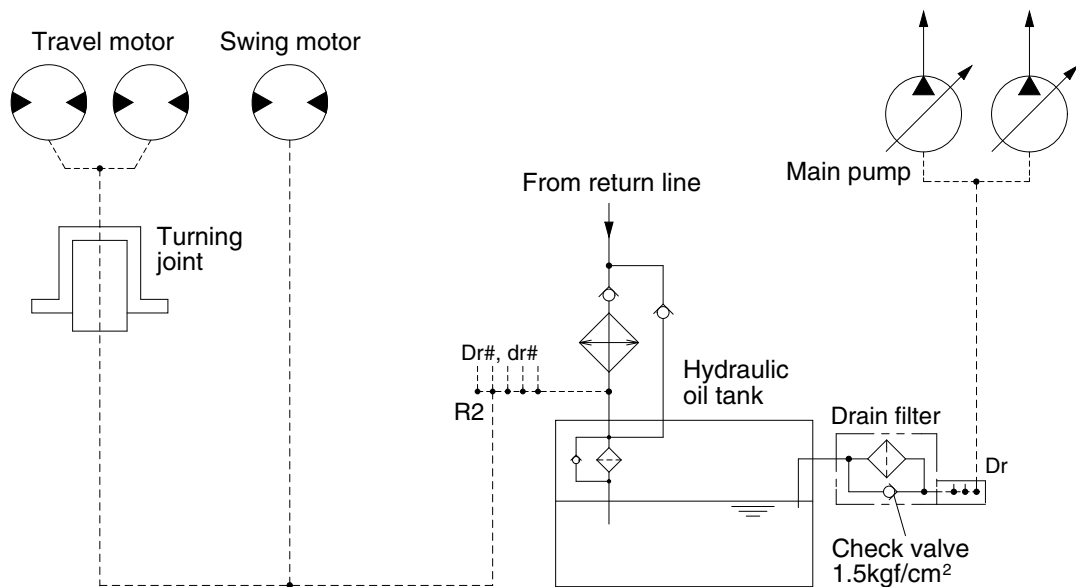 Travel motor
Swing motor
Main pump
From return line
Turning
joint
Dr#, dr#
R2
Hydraulic
oil tank
Drain filter
Dr
Check valve
1.5kgf/cm²